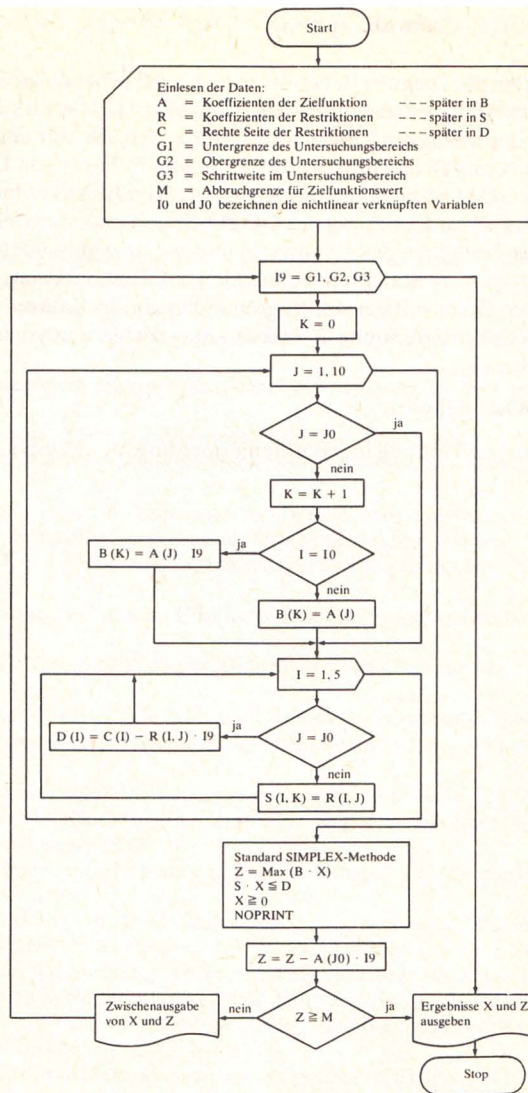 Start
Einlesen der Daten:
A = Koeffizienten der Zielfunktion – – – später in B
R = Koeffizienten der Restriktionen – – – später in S
C = Rechte Seite der Restriktionen – – – später in D
G1 = Untergrenze des Untersuchungsbereichs
G2 = Obergrenze des Untersuchungsbereichs
G3 = Schrittweite im Untersuchungsbereich
M = Abbruchgrenze für Zielfunktionswert
I0 und J0 bezeichnen die nichtlinear verknüpften Variablen
I9 = G1, G2, G3
K = 0
J = 1, 10
J = J0
ja
nein
K = K + 1
I = I0
ja
B (K) = A (J) I9
nein
B (K) = A (J)
I = 1, 5
J = J0
ja
D (I) = C (I) – R (I, J) · I9
nein
S (I, K) = R (I, J)
Standard SIMPLEX-Methode
Z = Max (B · X)
S · X ≦ D
X ≧ 0
NOPRINT
Z = Z – A (J0) · I9
Z ≧ M
nein
ja
Zwischenausgabe
von X und Z
Ergebnisse X und Z
ausgeben
Stop